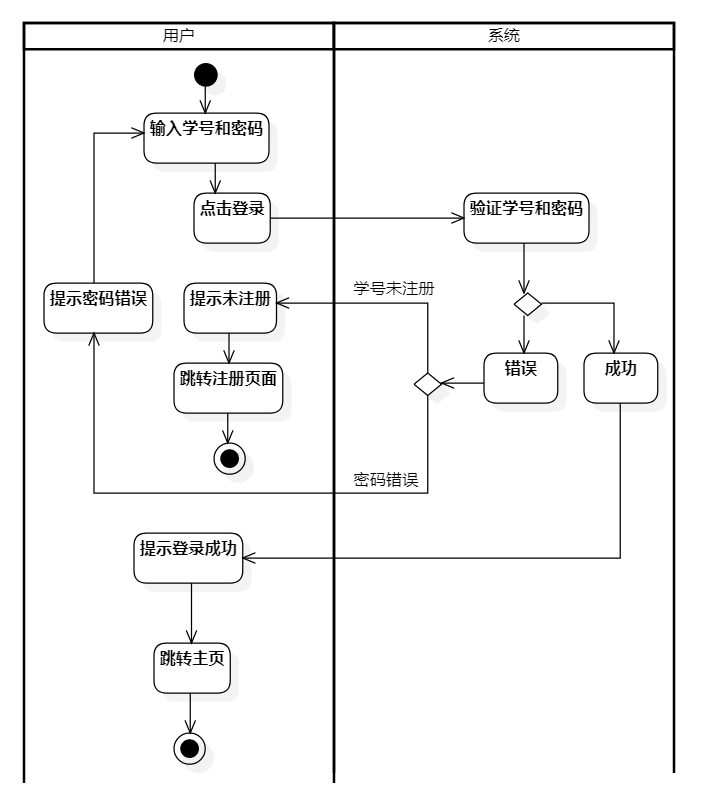 用户
系统
输入学号和密码
点击登录
验证学号和密码
提示密码错误
提示未注册
学号未注册
跳转注册页面
错误
成功
密码错误
提示登录成功
跳转主页